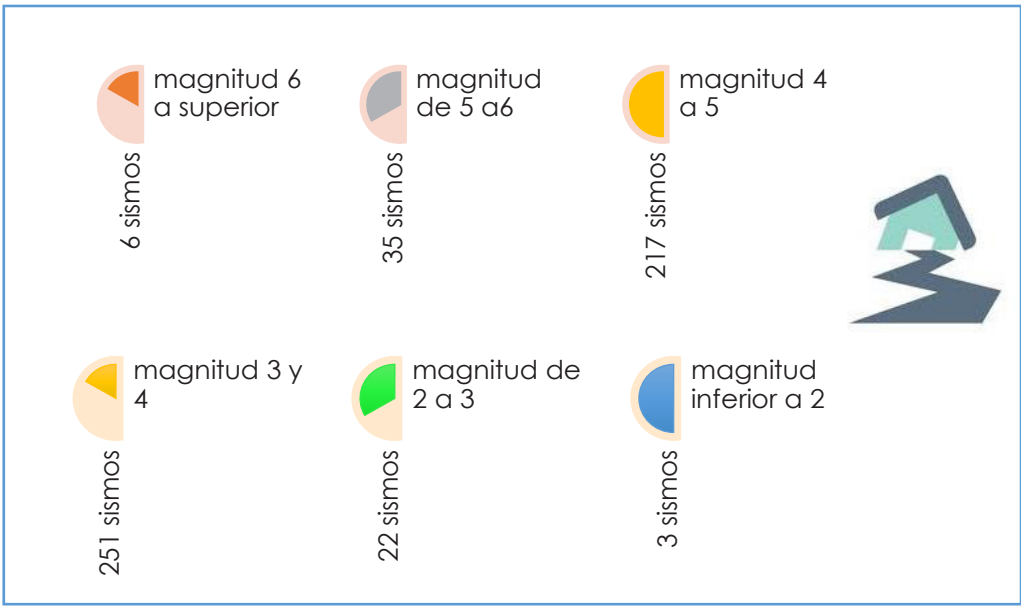 magnitud 6
a superior
6 sismos
magnitud
de 5 a6
35 sismos
magnitud 4
a 5
217 sismos
magnitud 3 y
4
251 sismos
magnitud de
2 a 3
22 sismos
magnitud
inferior a 2
3 sismos